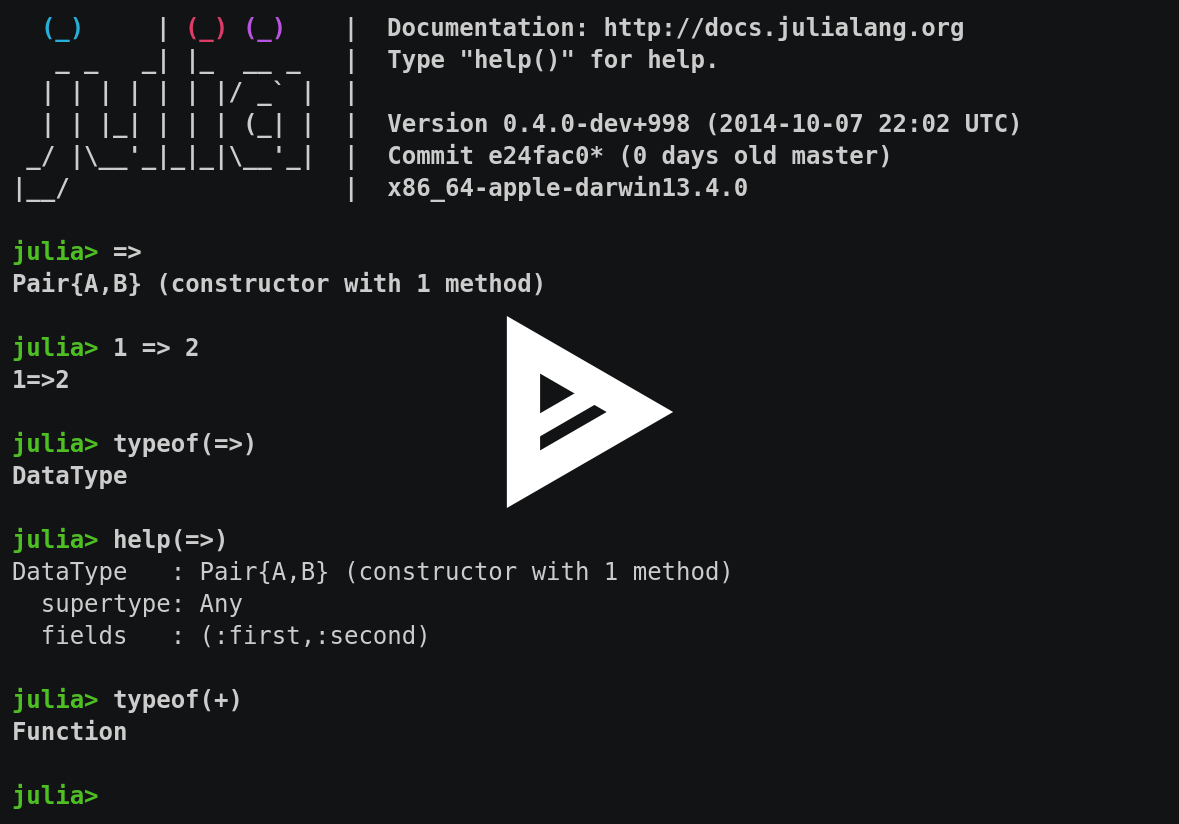 (_)     | (_) (_)    |  Documentation: http://docs.julialang.org
   _ _   _| |_  __ _   |  Type "help()" for help.
  | | | | | | |/ _` |  |
  | | |_| | | | (_| |  |  Version 0.4.0-dev+998 (2014-10-07 22:02 UTC)
 _/ |\__'_|_|_|\__'_|  |  Commit e24fac0* (0 days old master)
|__/                   |  x86_64-apple-darwin13.4.0

julia> =>
Pair{A,B} (constructor with 1 method)

julia> 1 => 2
1=>2

julia> typeof(=>)
DataType

julia> help(=>)
DataType   : Pair{A,B} (constructor with 1 method)
  supertype: Any
  fields   : (:first,:second)

julia> typeof(+)
Function

julia>